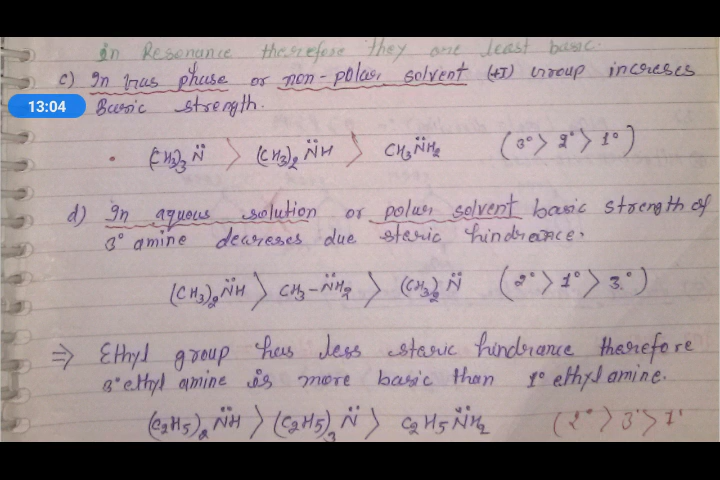 in Resonance therefore they are least basic.
c) In Gas phase or non-polar solvent (+I) Group increses
13:04
Basic strength.
• (CH₃)₃ N̈ > (CH₃)₂ N̈H > CH₃N̈H₂ (3° > 2° > 1°)
d) In aquous solution or polar solvent basic strength of
3° amine decreses due steric hindrance.
(CH₃)₂ N̈H > CH₃-N̈H₂ > (CH₃)₃ N̈ (2° > 1° > 3°)
⇒ Ethyl group has less steric hindrance therefore
3° ethyl amine is more basic than 1° ethyl amine.
(C₂H₅)₂ N̈H > (C₂H₅)₃ N̈ > C₂H₅N̈H₂ (2° > 3° > 1°